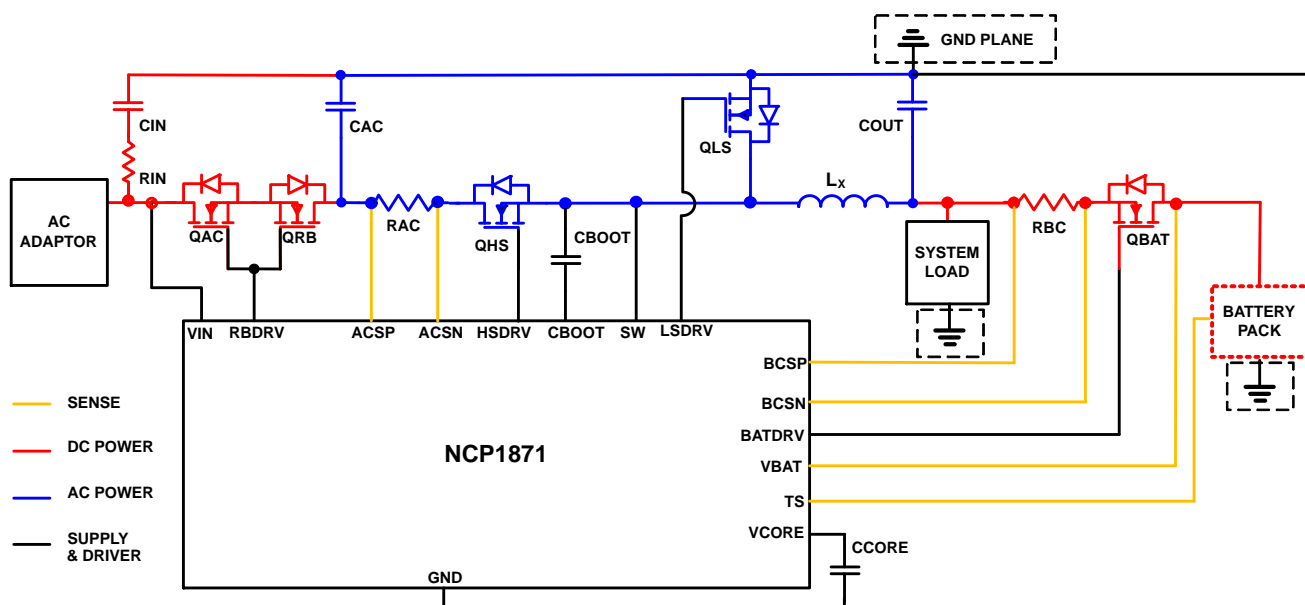 GND PLANE
CIN
CAC
RIN
QLS
COUT
AC
ADAPTOR
QAC
QRB
RAC
QHS
CBOOT
LX
SYSTEM
LOAD
RBC
QBAT
BATTERY
PACK
VIN
RBDRV
ACSP
ACSN
HSDRV
CBOOT
SW
LSDRV
BCSP
BCSN
BATDRV
VBAT
TS
VCORE
NCP1871
GND
CCORE
SENSE
DC POWER
AC POWER
SUPPLY
& DRIVER